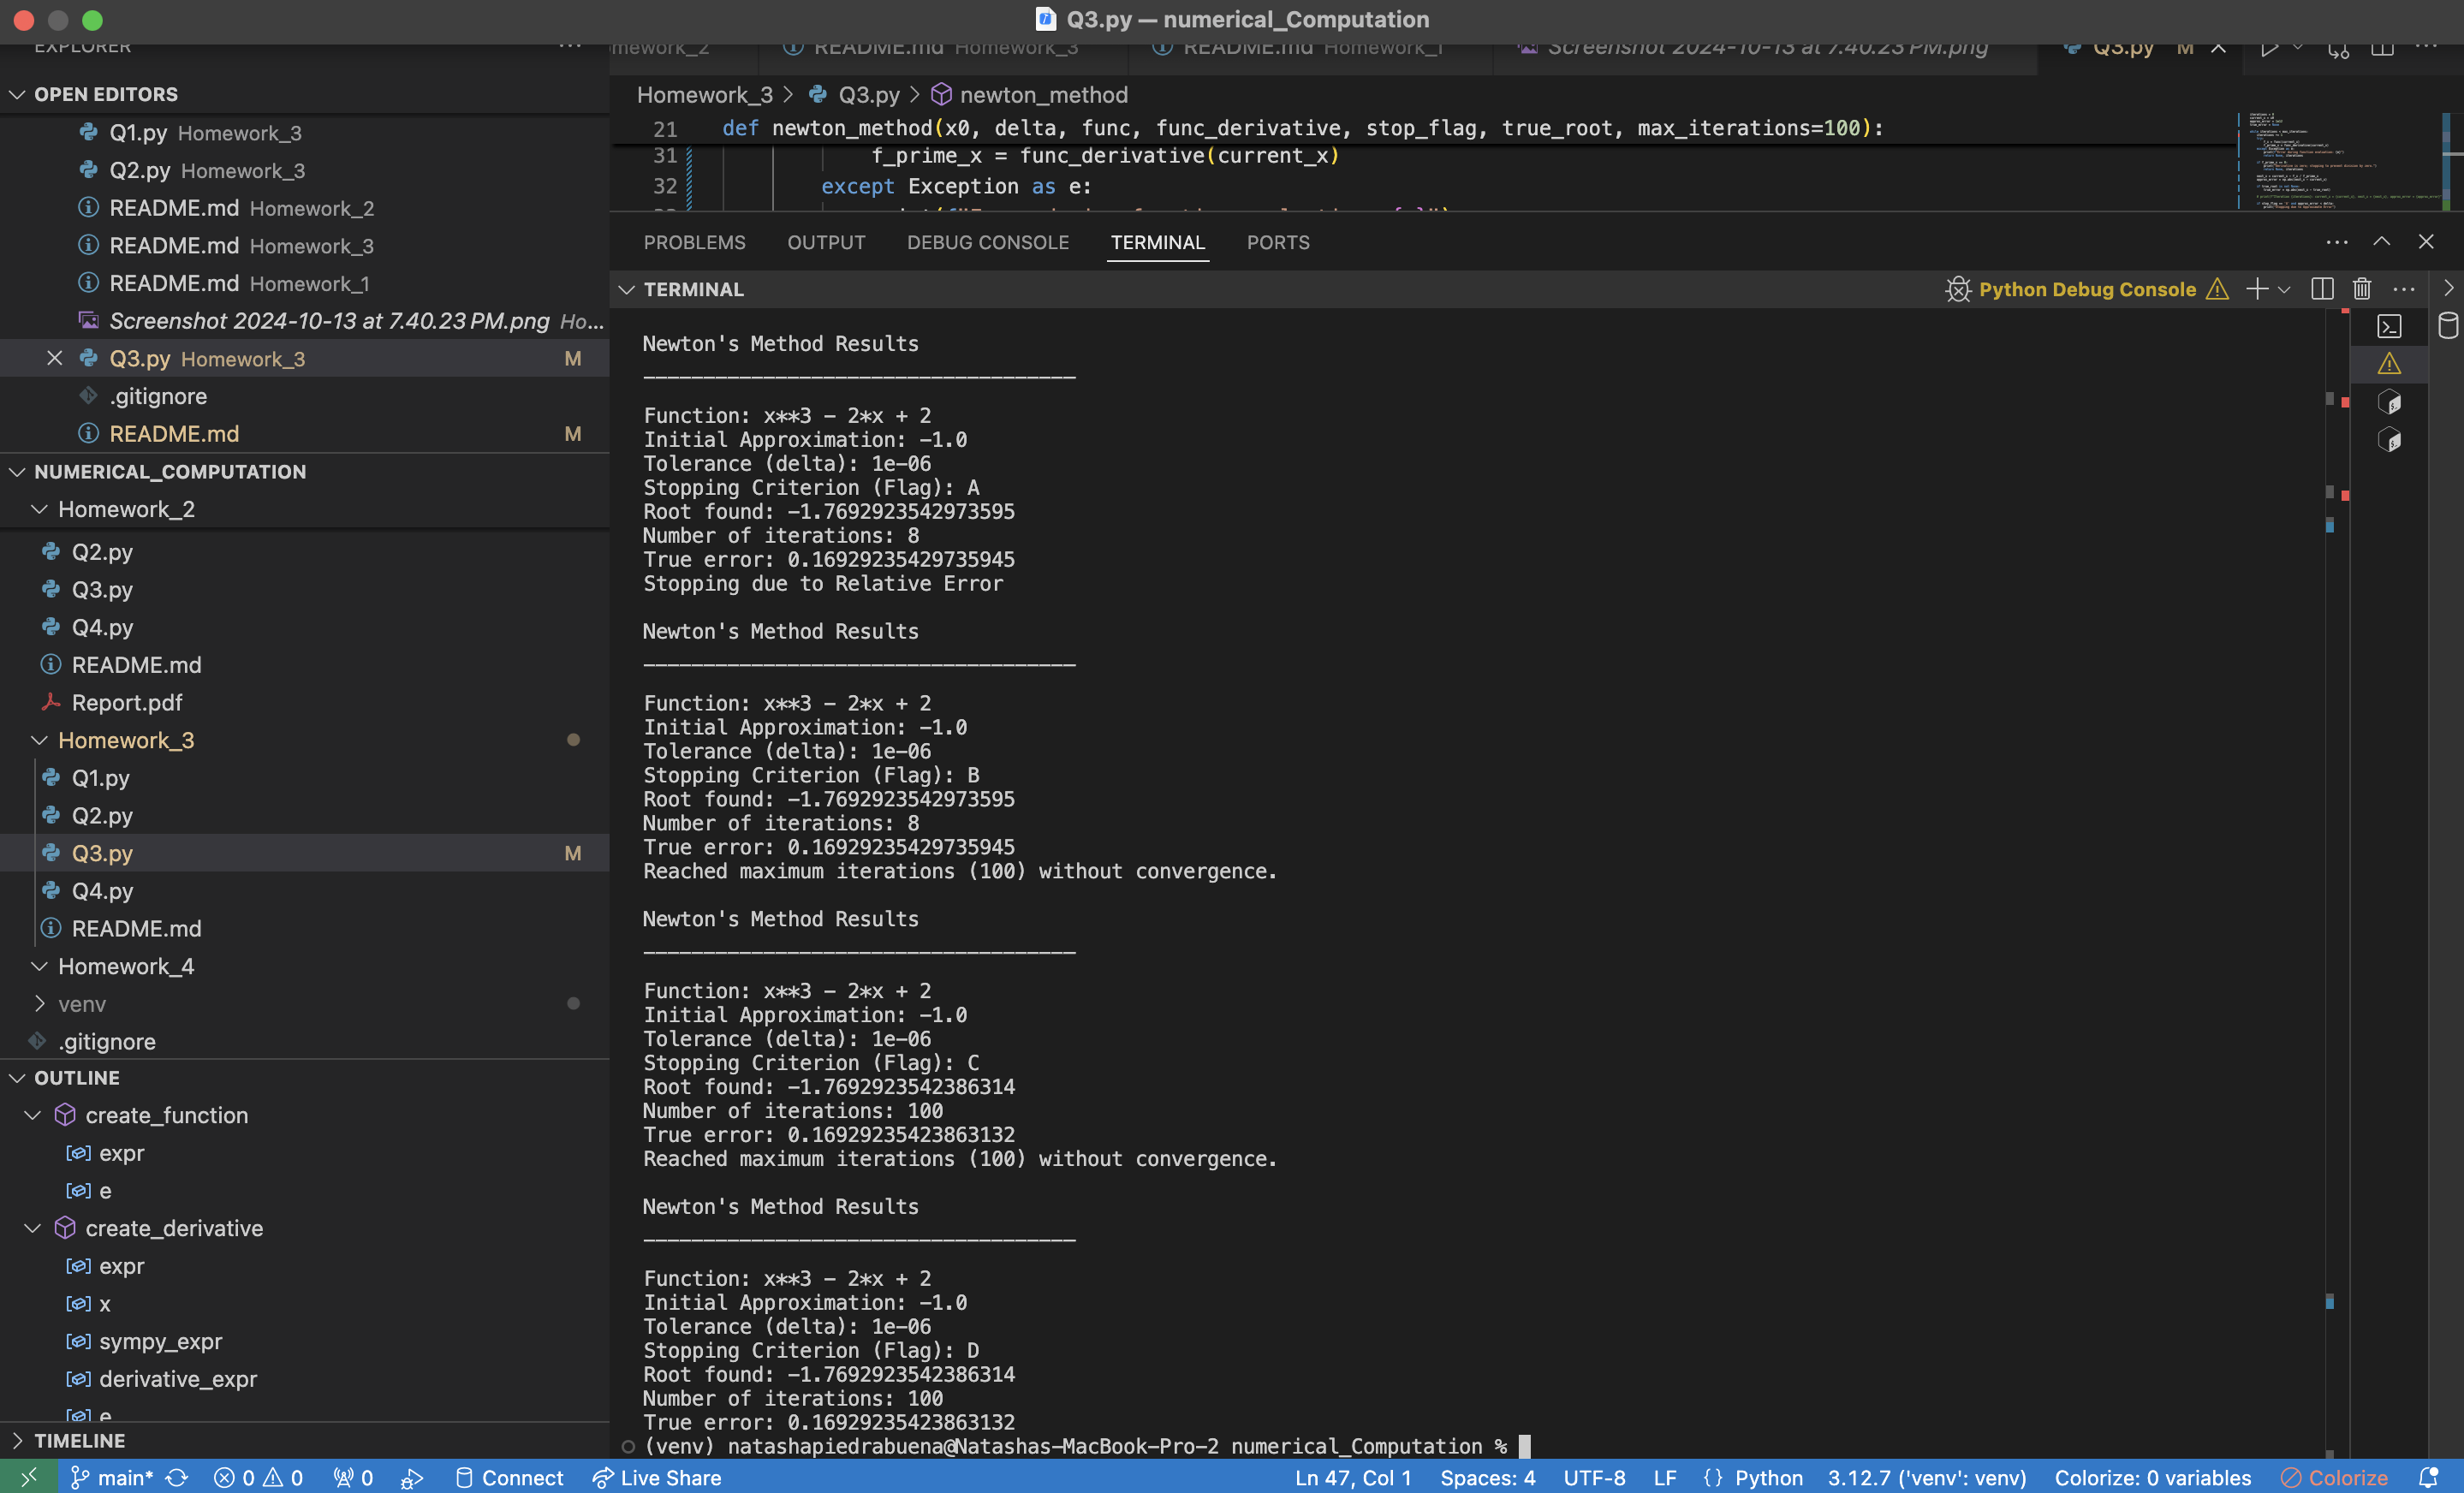 Q3.py — numerical_Computation
EXPLORER
mework_2
README.md Homework_3
README.md Homework_1
Screenshot 2024-10-13 at 7.40.23 PM.png
Q3.py M
OPEN EDITORS
Q1.py Homework_3
Q2.py Homework_3
README.md Homework_2
README.md Homework_3
README.md Homework_1
Screenshot 2024-10-13 at 7.40.23 PM.png Ho...
Q3.py Homework_3 M
.gitignore
README.md M
NUMERICAL_COMPUTATION
Homework_2
Q2.py
Q3.py
Q4.py
README.md
Report.pdf
Homework_3
Q1.py
Q2.py
Q3.py M
Q4.py
README.md
Homework_4
venv
.gitignore
OUTLINE
create_function
expr
e
create_derivative
expr
x
sympy_expr
derivative_expr
e
TIMELINE
Homework_3 > Q3.py > newton_method
21 def newton_method(x0, delta, func, func_derivative, stop_flag, true_root, max_iterations=100):
31 f_prime_x = func_derivative(current_x)
32 except Exception as e:
PROBLEMS OUTPUT DEBUG CONSOLE TERMINAL PORTS
TERMINAL
Python Debug Console
Newton's Method Results
————————————————————————————————————
Function: x**3 - 2*x + 2
Initial Approximation: -1.0
Tolerance (delta): 1e-06
Stopping Criterion (Flag): A
Root found: -1.7692923542973595
Number of iterations: 8
True error: 0.16929235429735945
Stopping due to Relative Error
Newton's Method Results
————————————————————————————————————
Function: x**3 - 2*x + 2
Initial Approximation: -1.0
Tolerance (delta): 1e-06
Stopping Criterion (Flag): B
Root found: -1.7692923542973595
Number of iterations: 8
True error: 0.16929235429735945
Reached maximum iterations (100) without convergence.
Newton's Method Results
————————————————————————————————————
Function: x**3 - 2*x + 2
Initial Approximation: -1.0
Tolerance (delta): 1e-06
Stopping Criterion (Flag): C
Root found: -1.7692923542386314
Number of iterations: 100
True error: 0.16929235423863132
Reached maximum iterations (100) without convergence.
Newton's Method Results
————————————————————————————————————
Function: x**3 - 2*x + 2
Initial Approximation: -1.0
Tolerance (delta): 1e-06
Stopping Criterion (Flag): D
Root found: -1.7692923542386314
Number of iterations: 100
True error: 0.16929235423863132
(venv) natashapiedrabuena@Natashas-MacBook-Pro-2 numerical_Computation %
main* 0 0 0 Connect Live Share Ln 47, Col 1 Spaces: 4 UTF-8 LF {} Python 3.12.7 ('venv': venv) Colorize: 0 variables Colorize